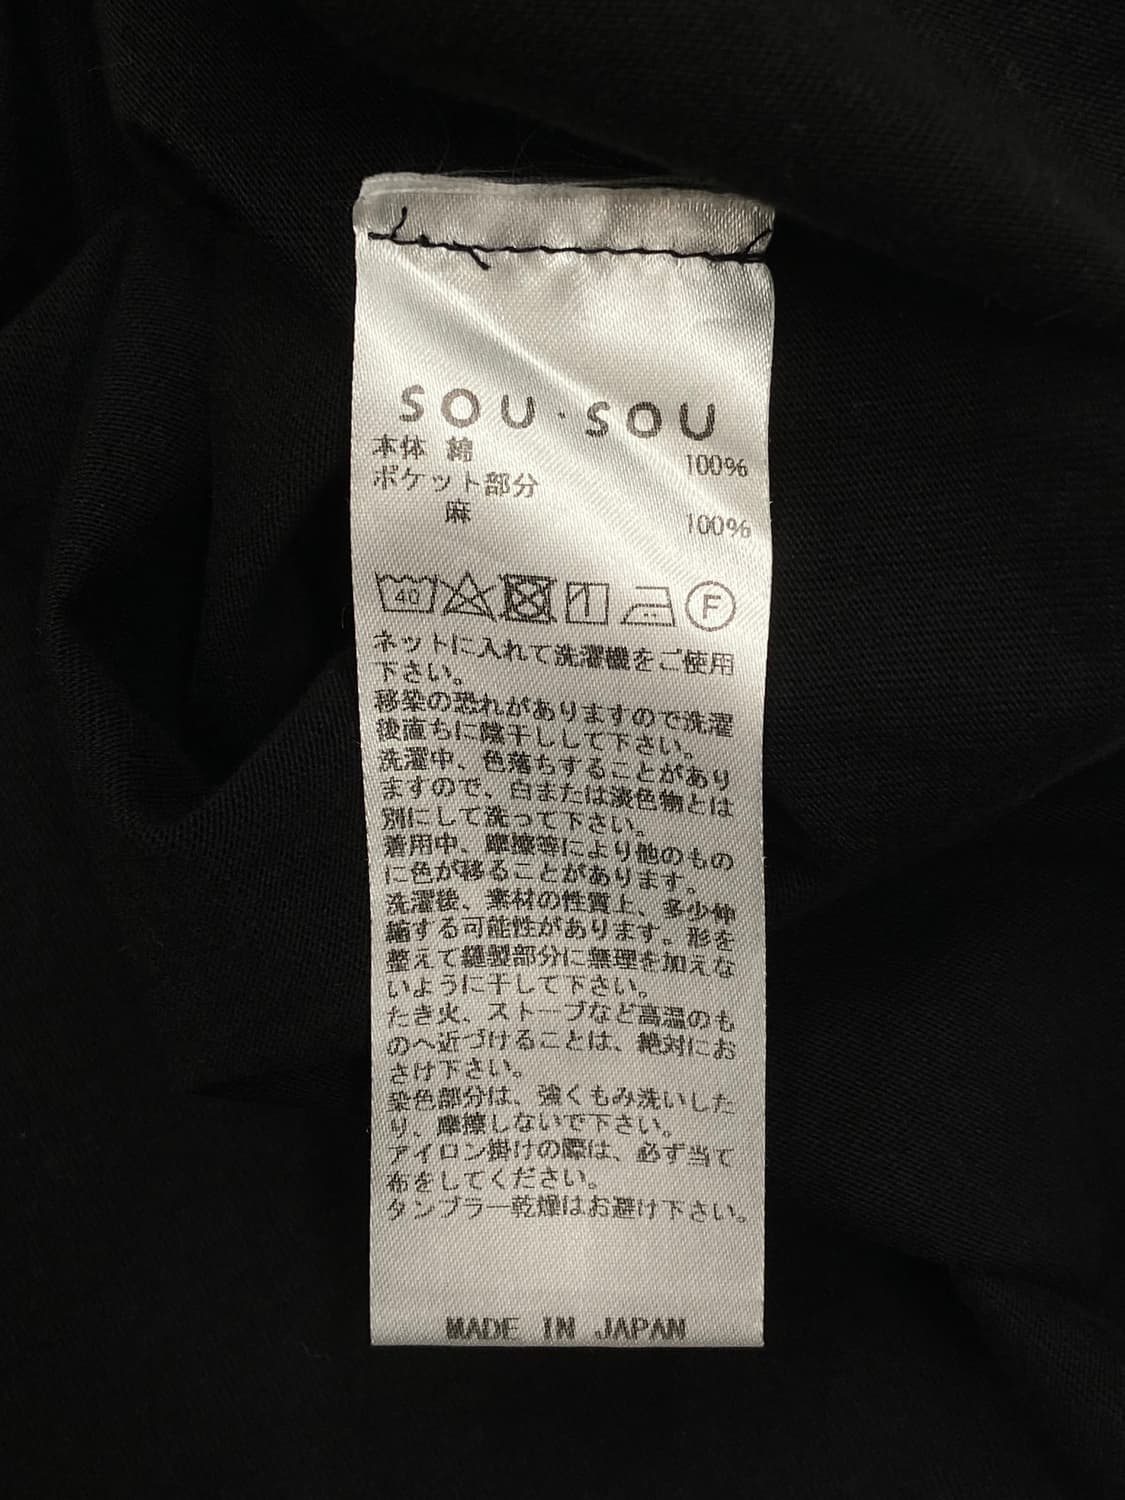 SOU・SOU
本体 綿 100%
ポケット部分
麻 100%
40 F
ネットに入れて洗濯機をご使用
下さい。
移染の恐れがありますので洗濯
後直ちに陰干しして下さい。
洗濯中、色落ちすることがあり
ますので、白または淡色物とは
別にして洗って下さい。
着用中、摩擦等により他のもの
に色が移ることがあります。
洗濯後、素材の性質上、多少伸
縮する可能性があります。形を
整えて縫製部分に無理を加えな
いように干して下さい。
たき火、ストーブなど高温のも
のへ近づけることは、絶対にお
さけ下さい。
染色部分は、強くもみ洗いした
り、摩擦しないで下さい。
アイロン掛けの際は、必ず当て
布をしてください。
タンブラー乾燥はお避け下さい。
MADE IN JAPAN